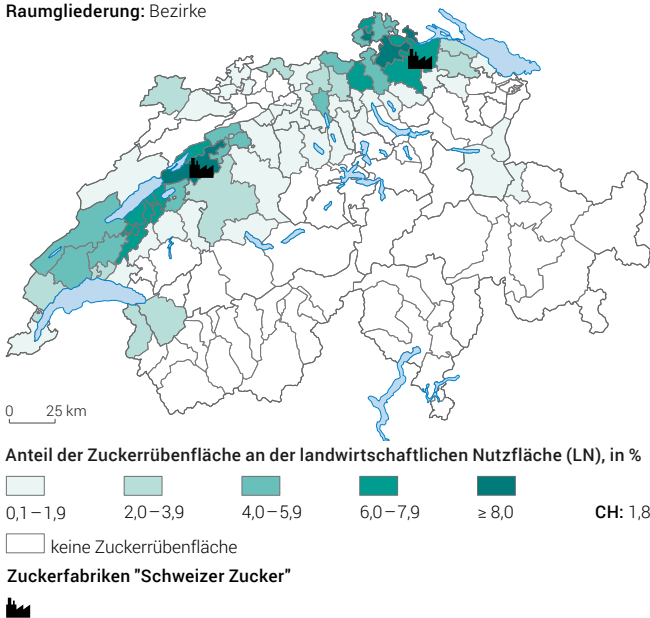 Raumgliederung: Bezirke
0 25 km
Anteil der Zuckerrübenfläche an der landwirtschaftlichen Nutzfläche (LN), in %
0,1–1,9 2,0–3,9 4,0–5,9 6,0–7,9 ≥ 8,0 CH: 1,8
keine Zuckerrübenfläche
Zuckerfabriken "Schweizer Zucker"